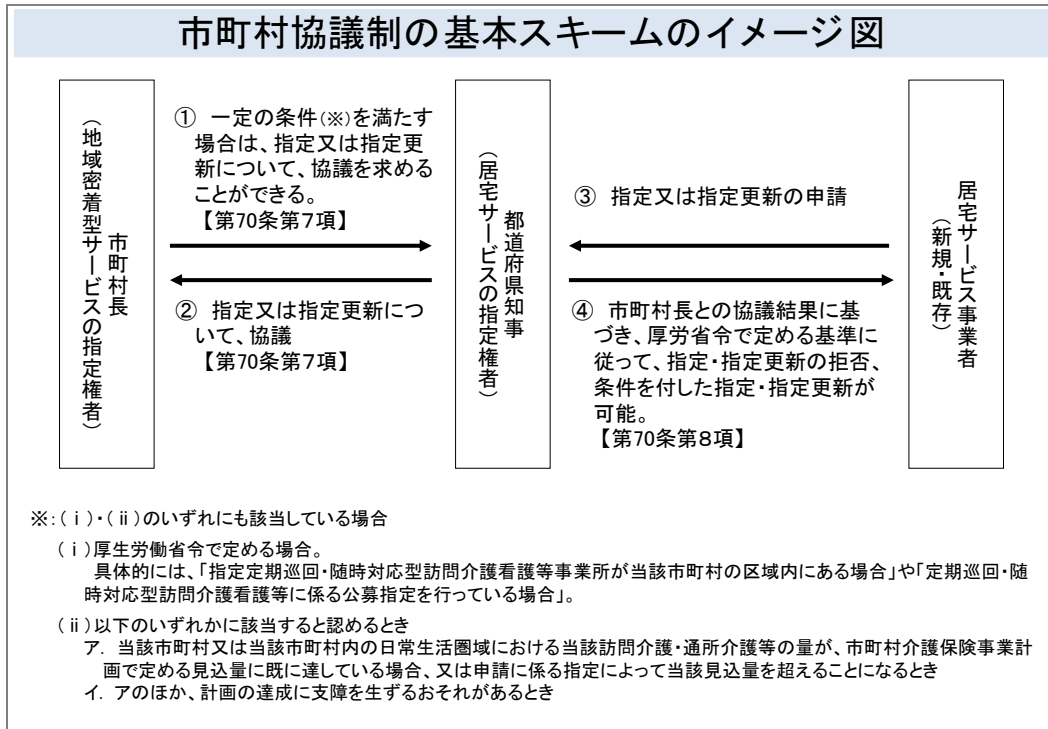 市町村協議制の基本スキームのイメージ図
市町村長
（地域密着型サービスの指定権者）
① 一定の条件(※)を満たす
場合は、指定又は指定更
新について、協議を求める
ことができる。
【第70条第7項】
② 指定又は指定更新につ
いて、協議
【第70条第7項】
都道府県知事
（居宅サービスの指定権者）
③ 指定又は指定更新の申請
④ 市町村長との協議結果に基
づき、厚労省令で定める基準に
従って、指定・指定更新の拒否、
条件を付した指定・指定更新が
可能。
【第70条第8項】
居宅サービス事業者
（新規・既存）
※:(ⅰ)・(ⅱ)のいずれにも該当している場合
(ⅰ)厚生労働省令で定める場合。
具体的には、「指定定期巡回・随時対応型訪問介護看護等事業所が当該市町村の区域内にある場合」や「定期巡回・随
時対応型訪問介護看護等に係る公募指定を行っている場合」。
(ⅱ)以下のいずれかに該当すると認めるとき
ア. 当該市町村又は当該市町村内の日常生活圏域における当該訪問介護・通所介護等の量が、市町村介護保険事業計
画で定める見込量に既に達している場合、又は申請に係る指定によって当該見込量を超えることになるとき
イ. アのほか、計画の達成に支障を生ずるおそれがあるとき